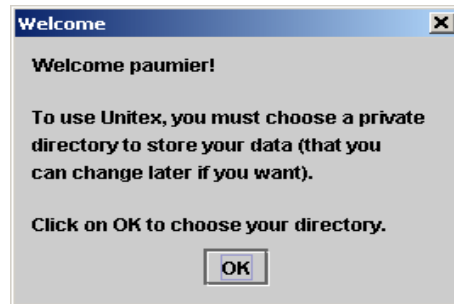 Welcome
Welcome paumier!
To use Unitex, you must choose a private
directory to store your data (that you
can change later if you want).
Click on OK to choose your directory.
OK